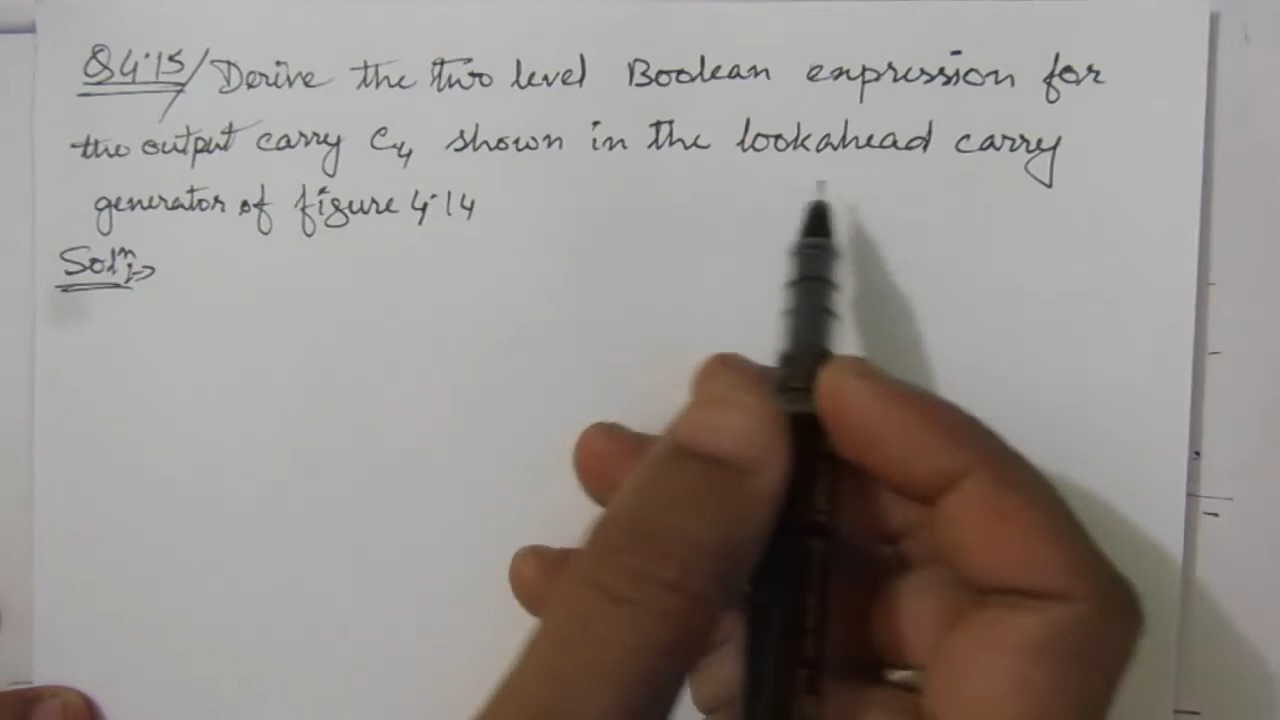 Q4.15/ Derive the two level Boolean expression for
the output carry C4 shown in the lookahead carry
generator of figure 4.14
Solⁿ:->